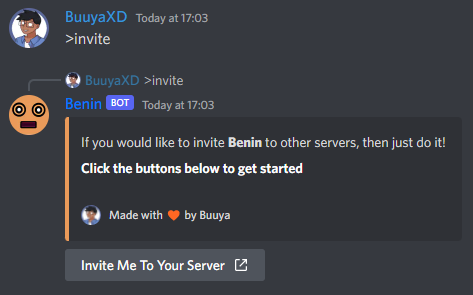 BuuyaXD Today at 17:03
>invite
BuuyaXD >invite
Benin BOT Today at 17:03
If you would like to invite Benin to other servers, then just do it!
Click the buttons below to get started
Made with 🧡 by Buuya
Invite Me To Your Server